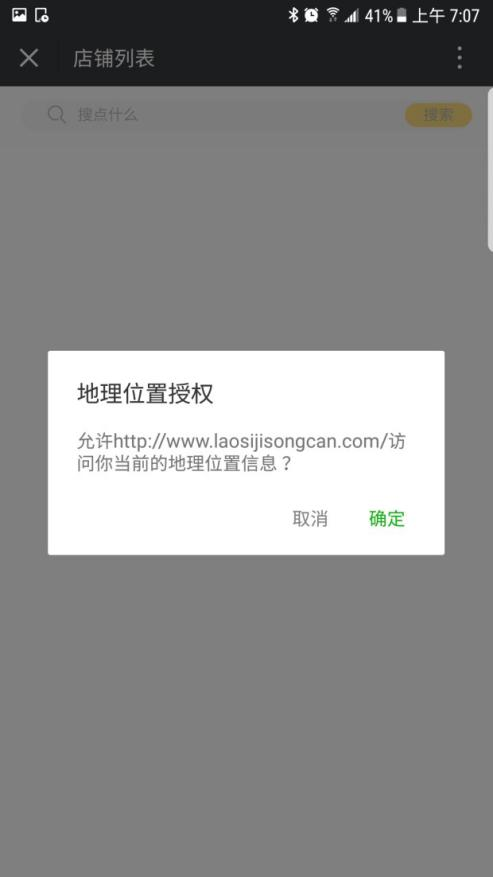 41% 上午 7:07
店铺列表
搜点什么 搜索
地理位置授权
允许http://www.laosijisongcan.com/访
问你当前的地理位置信息？
取消 确定